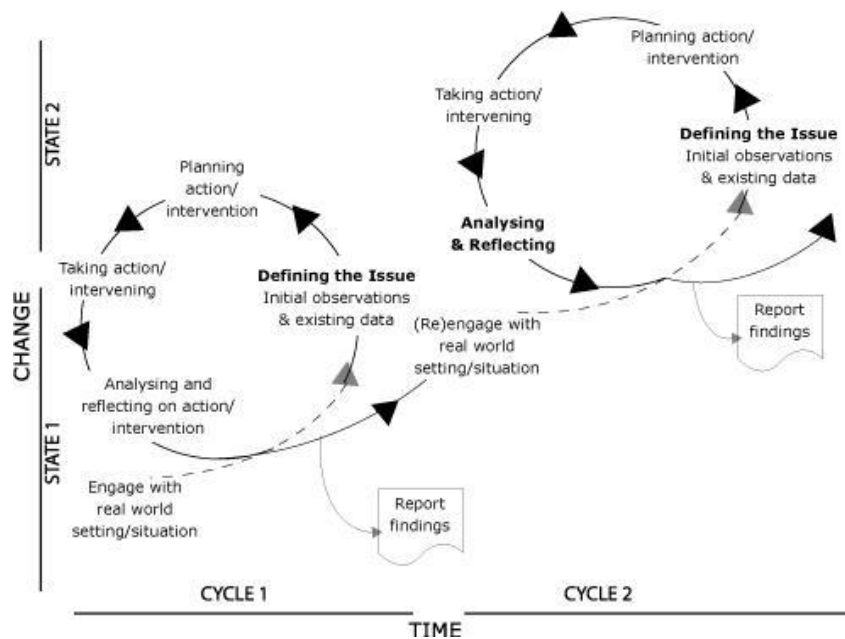 STATE 2
CHANGE
STATE 1
Planning
action/
intervention
Taking action/
intervening
Defining the Issue
Initial observations
& existing data
Analysing and
reflecting on action/
intervention
Engage with
real world
setting/situation
Report
findings
Planning
action/intervention
Taking action/
intervening
Defining the Issue
Initial observations
& existing data
Analysing
& Reflecting
(Re)engage with
real world
setting/situation
Report
findings
CYCLE 1
CYCLE 2
TIME